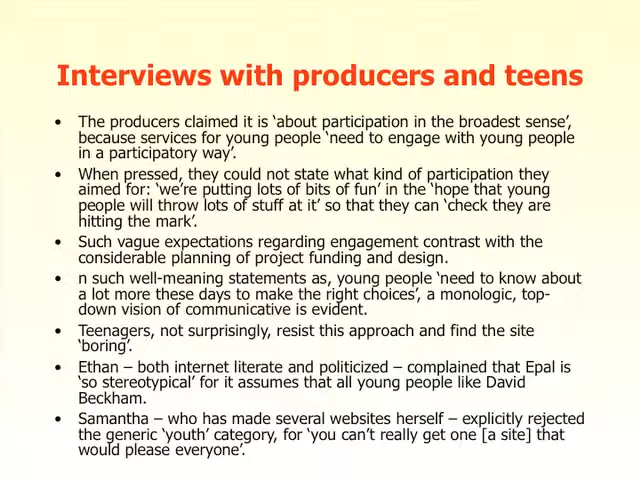 Interviews with producers and teens
• The producers claimed it is ‘about participation in the broadest sense’,
because services for young people ‘need to engage with young people
in a participatory way’.
• When pressed, they could not state what kind of participation they
aimed for: ‘we’re putting lots of bits of fun’ in the ‘hope that young
people will throw lots of stuff at it’ so that they can ‘check they are
hitting the mark’.
• Such vague expectations regarding engagement contrast with the
considerable planning of project funding and design.
• n such well-meaning statements as, young people ‘need to know about
a lot more these days to make the right choices’, a monologic, top-
down vision of communicative is evident.
• Teenagers, not surprisingly, resist this approach and find the site
‘boring’.
• Ethan – both internet literate and politicized – complained that Epal is
‘so stereotypical’ for it assumes that all young people like David
Beckham.
• Samantha – who has made several websites herself – explicitly rejected
the generic ‘youth’ category, for ‘you can’t really get one [a site] that
would please everyone’.